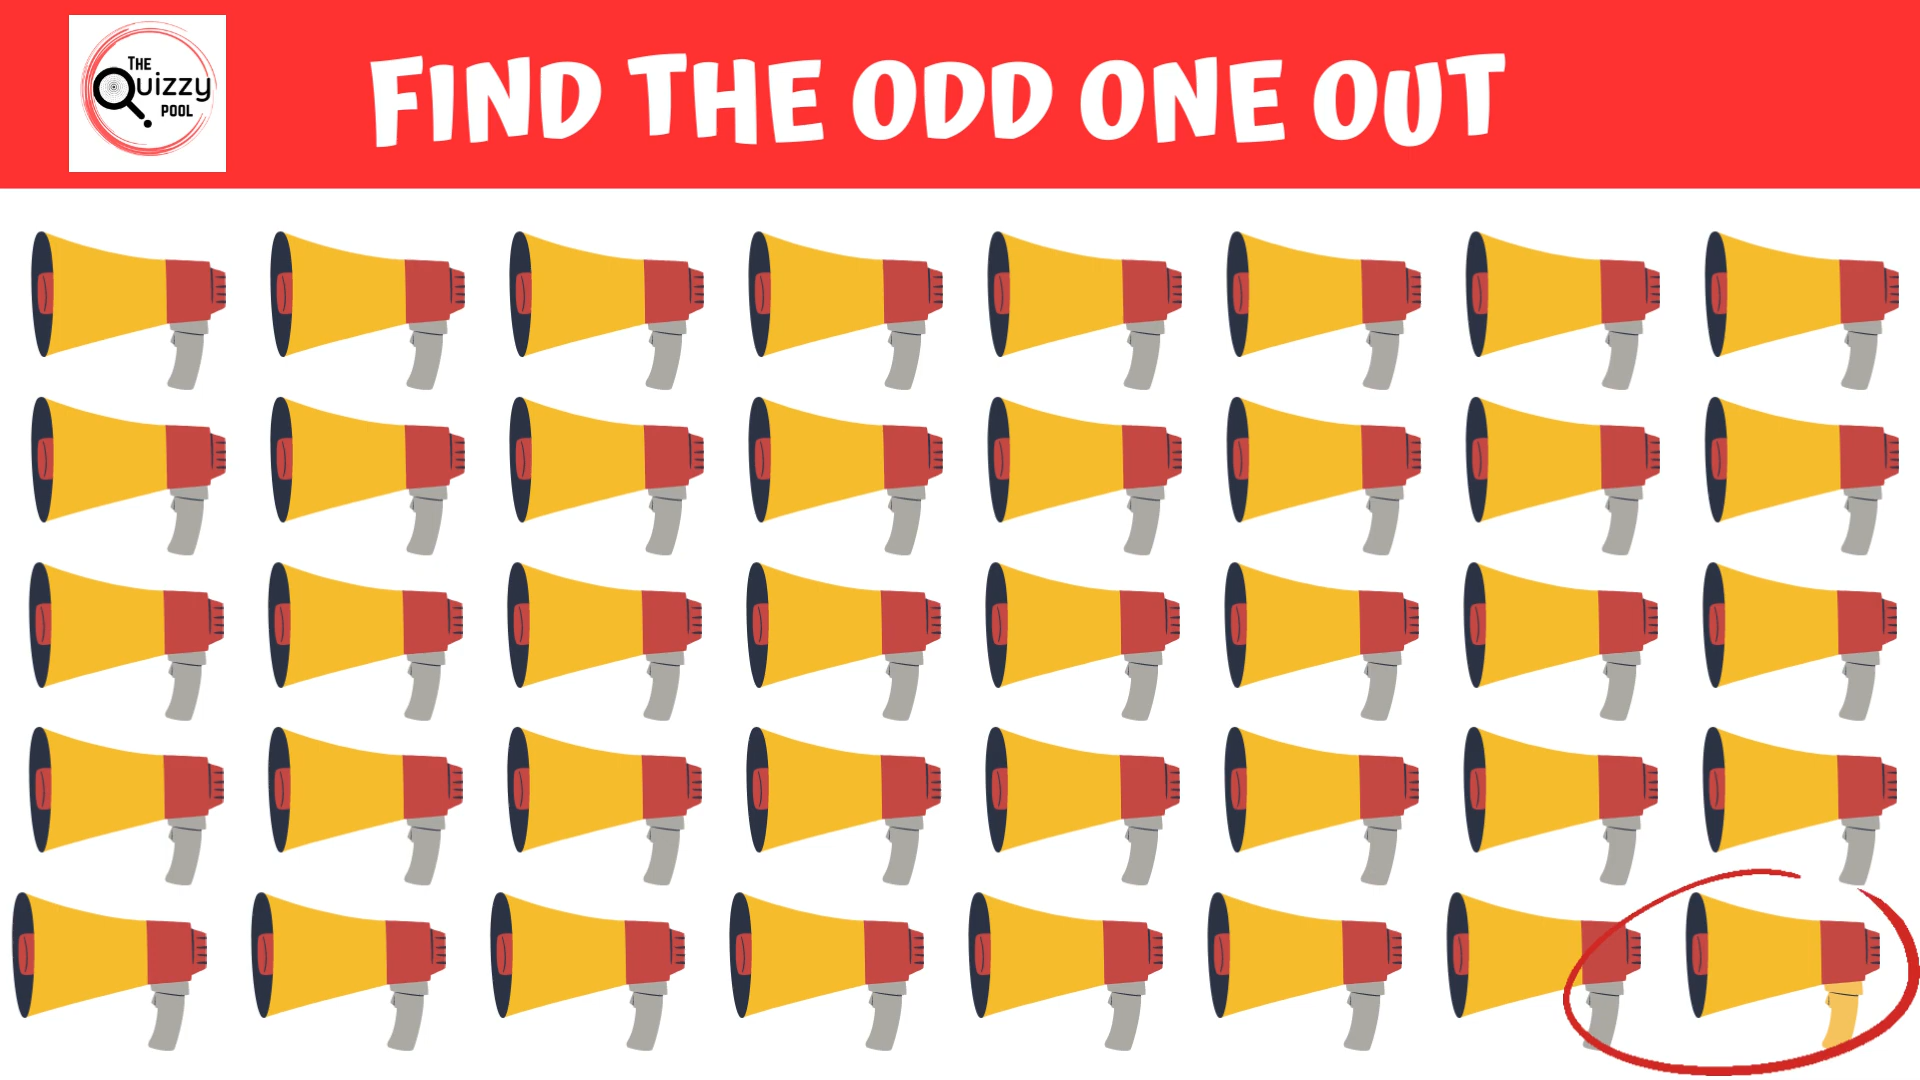 THE
Quizzy
POOL
FIND THE ODD ONE OUT